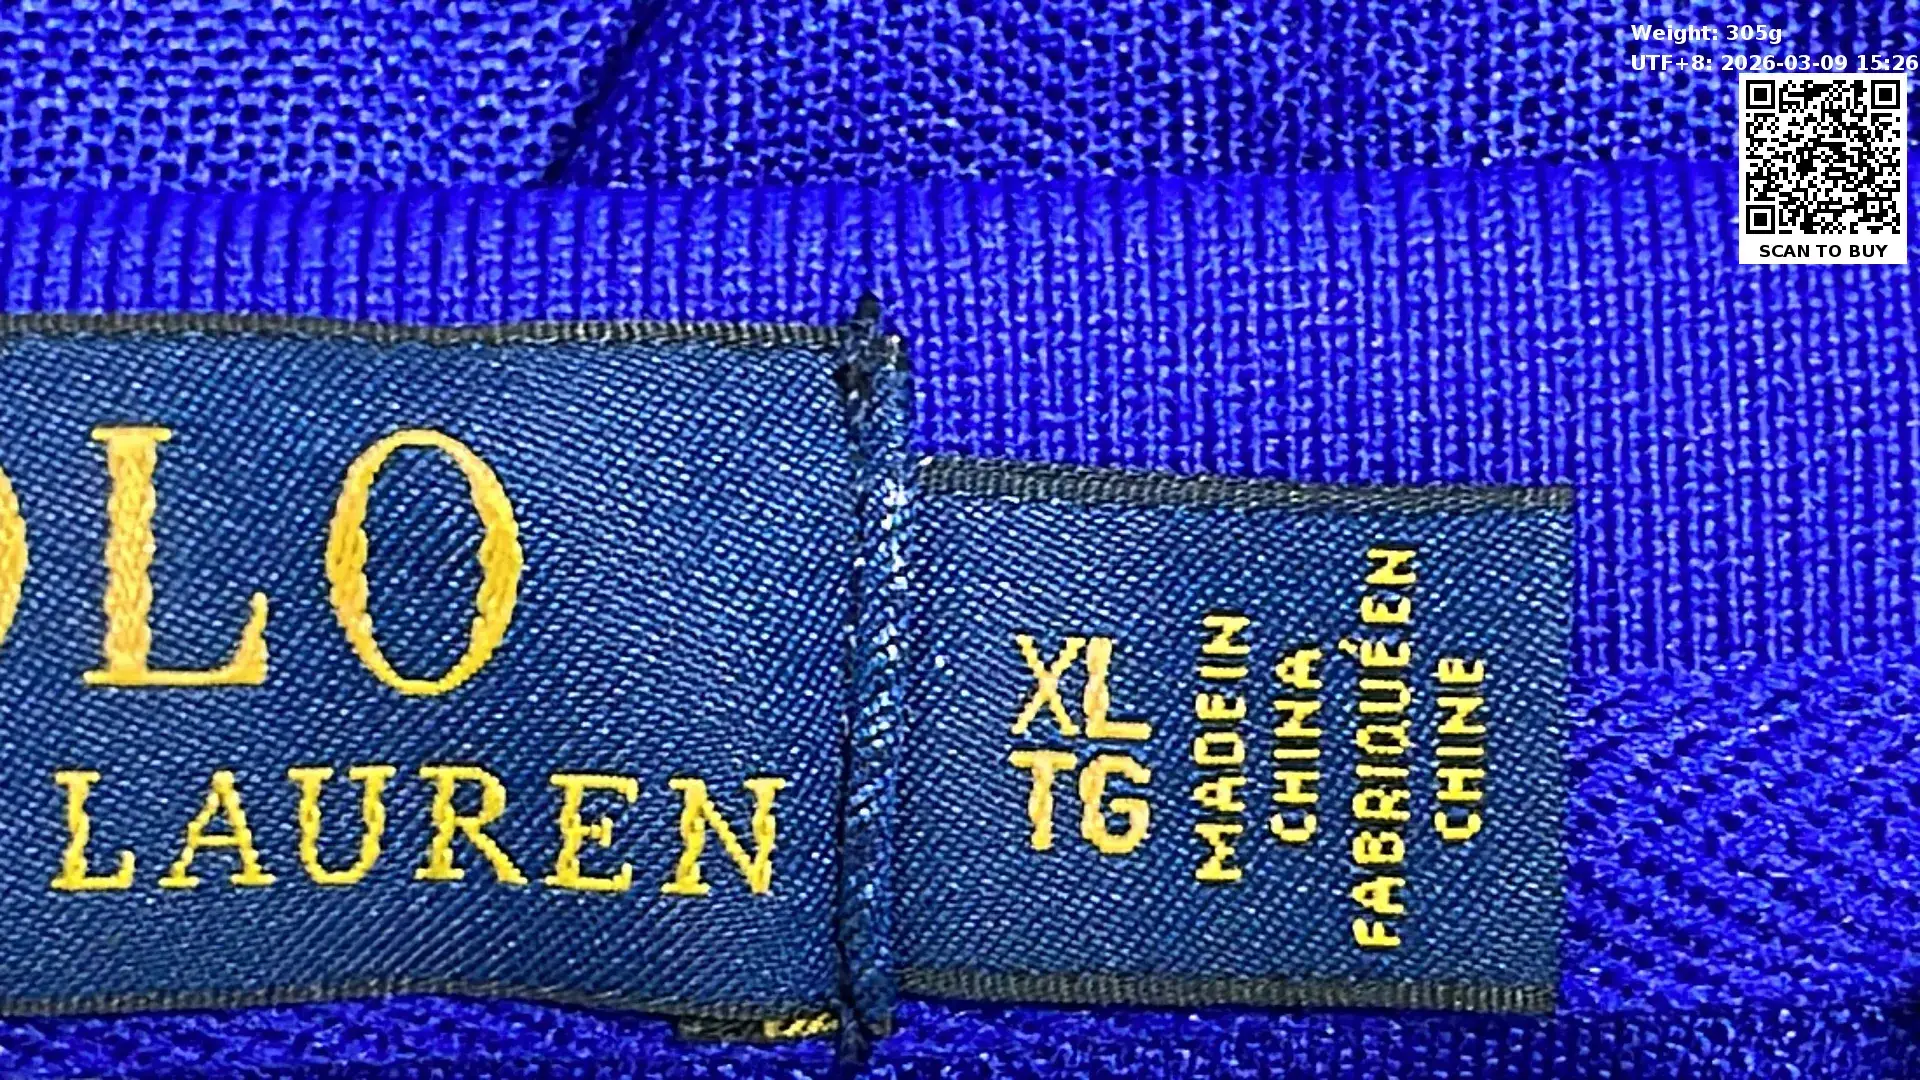 Weight: 305g
UTF+8: 2026-03-09 15:26
SCAN TO BUY
OLO
LAUREN
XL
TG
MADE IN
CHINA
FABRIQUÉ EN
CHINE